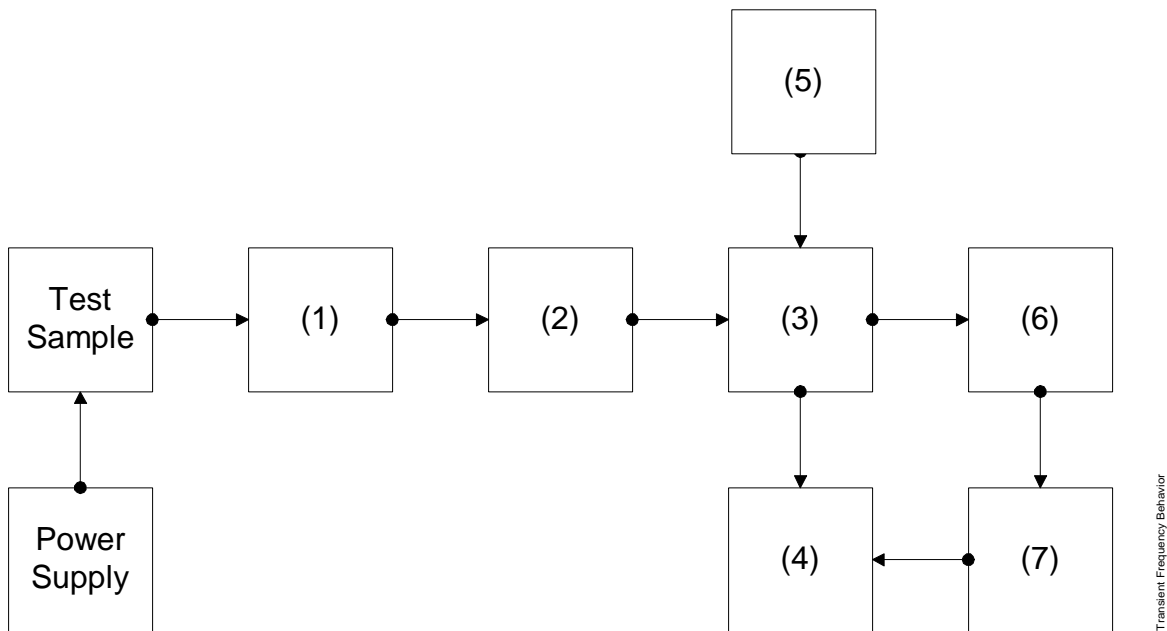 (5)
Test
Sample
(1)
(2)
(3)
(6)
Power
Supply
(4)
(7)
Transient Frequency Behavior